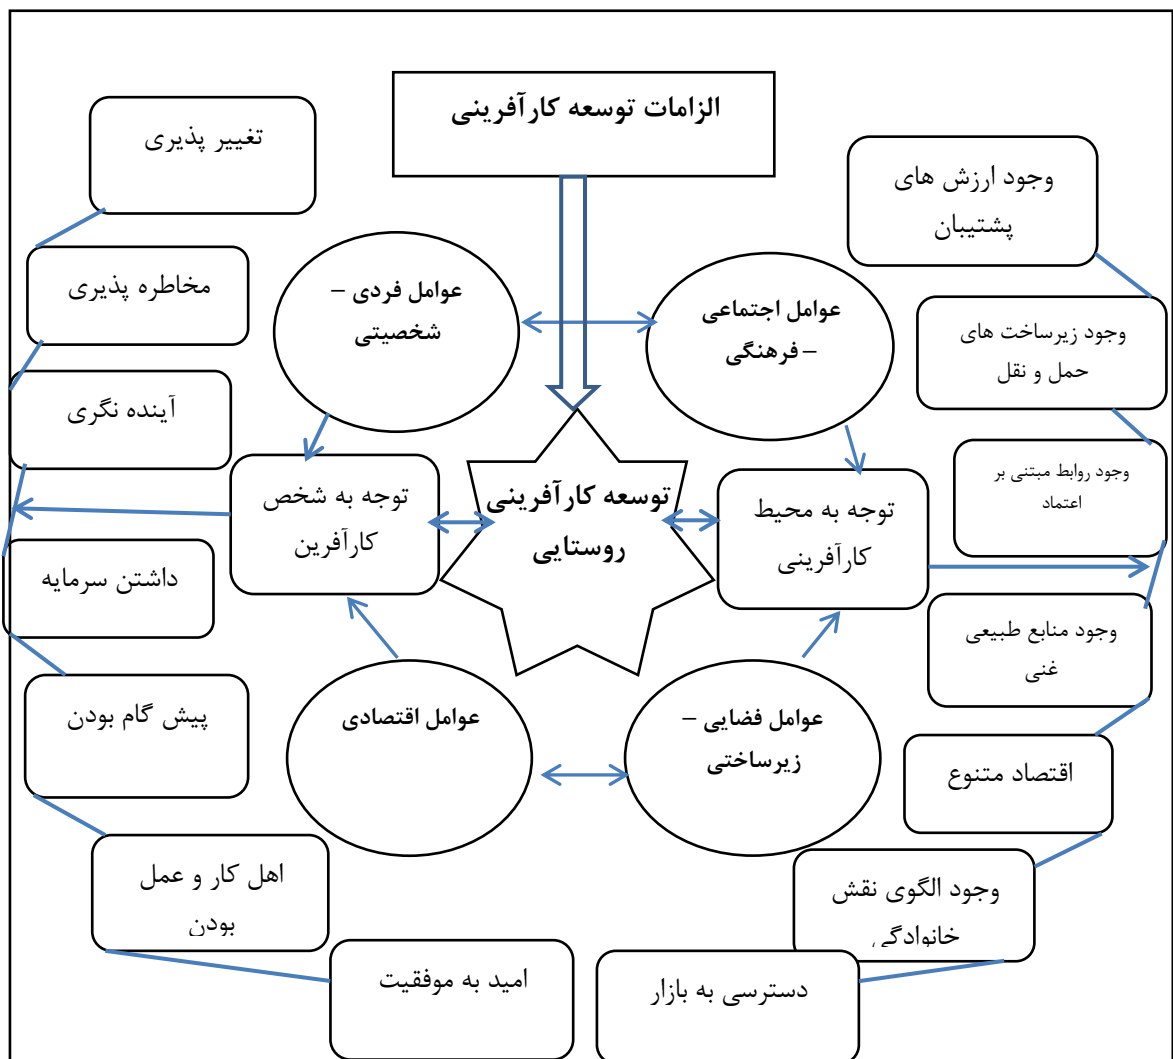 الزامات توسعه کارآفرینی
تغییر پذیری
وجود ارزش های
پشتیبان
مخاطره پذیری
عوامل فردی –
شخصیتی
عوامل اجتماعی
– فرهنگی
وجود زیرساخت های
حمل و نقل
آینده نگری
توجه به شخص
کارآفرین
توسعه کارآفرینی
روستایی
توجه به محیط
کارآفرینی
وجود روابط مبتنی بر
اعتماد
داشتن سرمایه
وجود منابع طبیعی
غنی
پیش گام بودن
عوامل اقتصادی
عوامل فضایی –
زیرساختی
اقتصاد متنوع
اهل کار و عمل
بودن
وجود الگوی نقش
خانوادگی
امید به موفقیت
دسترسی به بازار